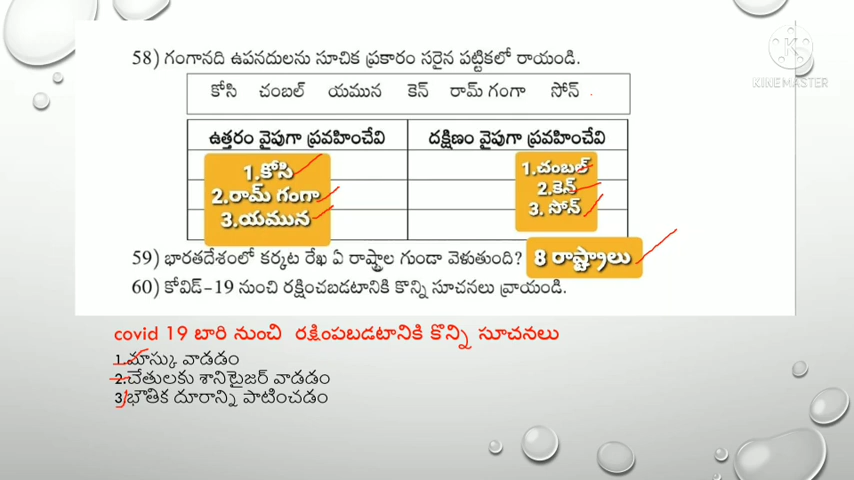 K
KINEMASTER
58) గంగానది ఉపనదులను సూచిక ప్రకారం సరైన పట్టికలో రాయండి.
కోసి చంబల్ యమున కెన్ రామ్ గంగా సోన్
ఉత్తరం వైపుగా ప్రవహించేవి దక్షిణం వైపుగా ప్రవహించేవి
1.కోసి 1.చంబల్
2.రామ్ గంగా 2.కెన్
3.యమున 3. సోన్
59) భారతదేశంలో కర్కట రేఖ ఏ రాష్ట్రాల గుండా వెళుతుంది? 8 రాష్ట్రాలు
60) కోవిడ్-19 నుంచి రక్షించబడటానికి కొన్ని సూచనలు వ్రాయండి.
covid 19 బారి నుంచి రక్షింపబడటానికి కొన్ని సూచనలు
1.మాస్కు వాడడం
2.చేతులకు శానిటైజర్ వాడడం
3.భౌతిక దూరాన్ని పాటించడం